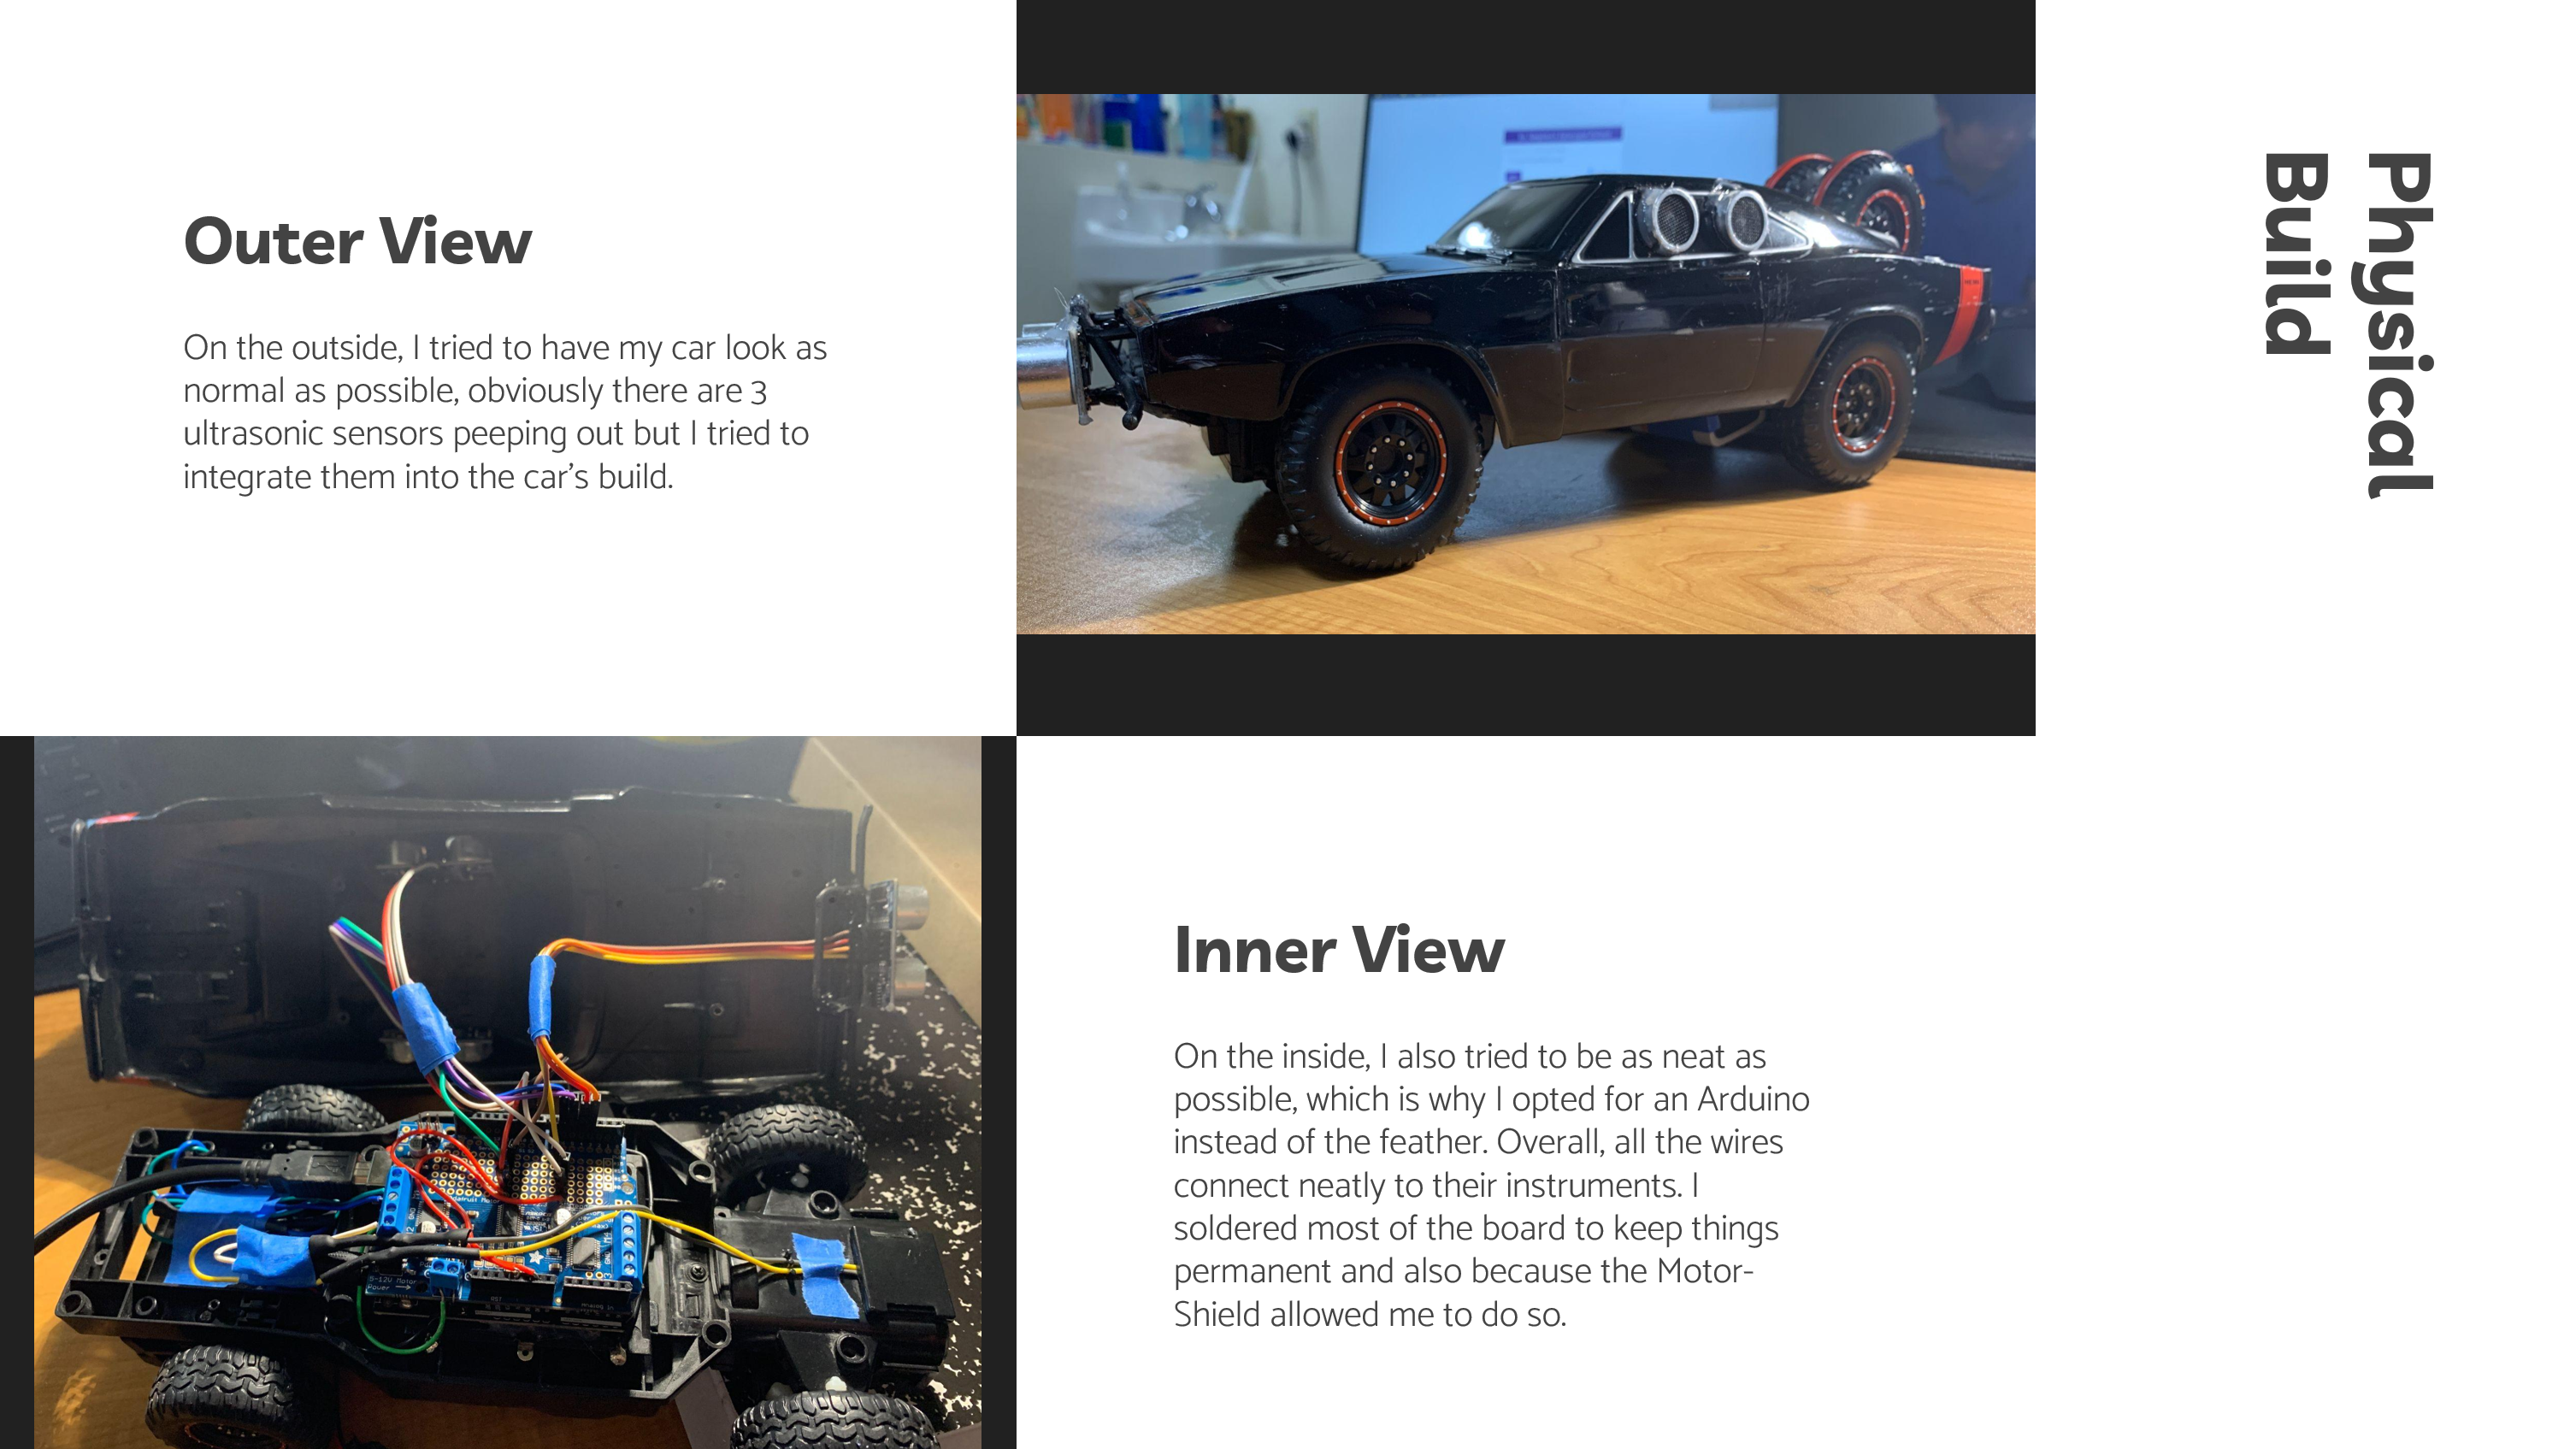 Physical
Build
Outer View
On the outside, I tried to have my car look as
normal as possible, obviously there are 3
ultrasonic sensors peeping out but I tried to
integrate them into the car’s build.
Inner View
On the inside, I also tried to be as neat as
possible, which is why I opted for an Arduino
instead of the feather. Overall, all the wires
connect neatly to their instruments. I
soldered most of the board to keep things
permanent and also because the Motor-
Shield allowed me to do so.
5-12V Motor
Power